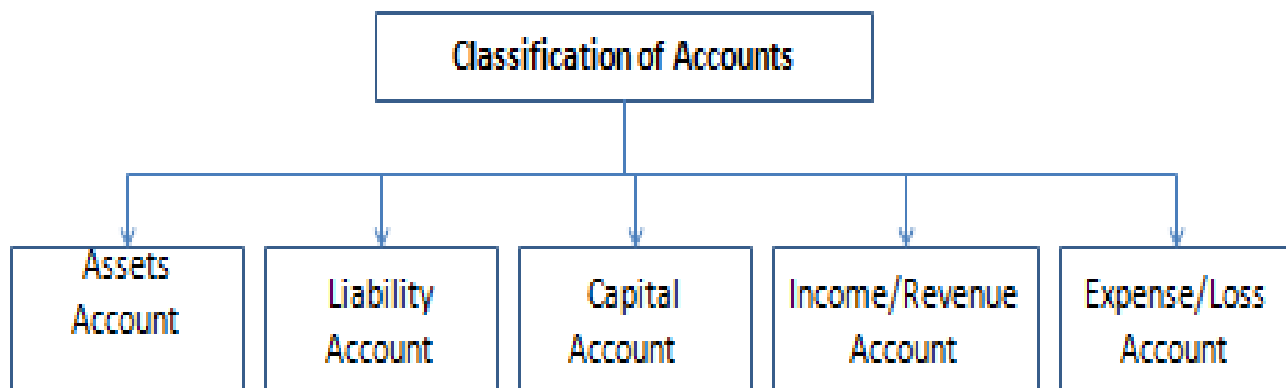 Classification of Accounts
Assets
Account
Liability
Account
Capital
Account
Income/Revenue
Account
Expense/Loss
Account